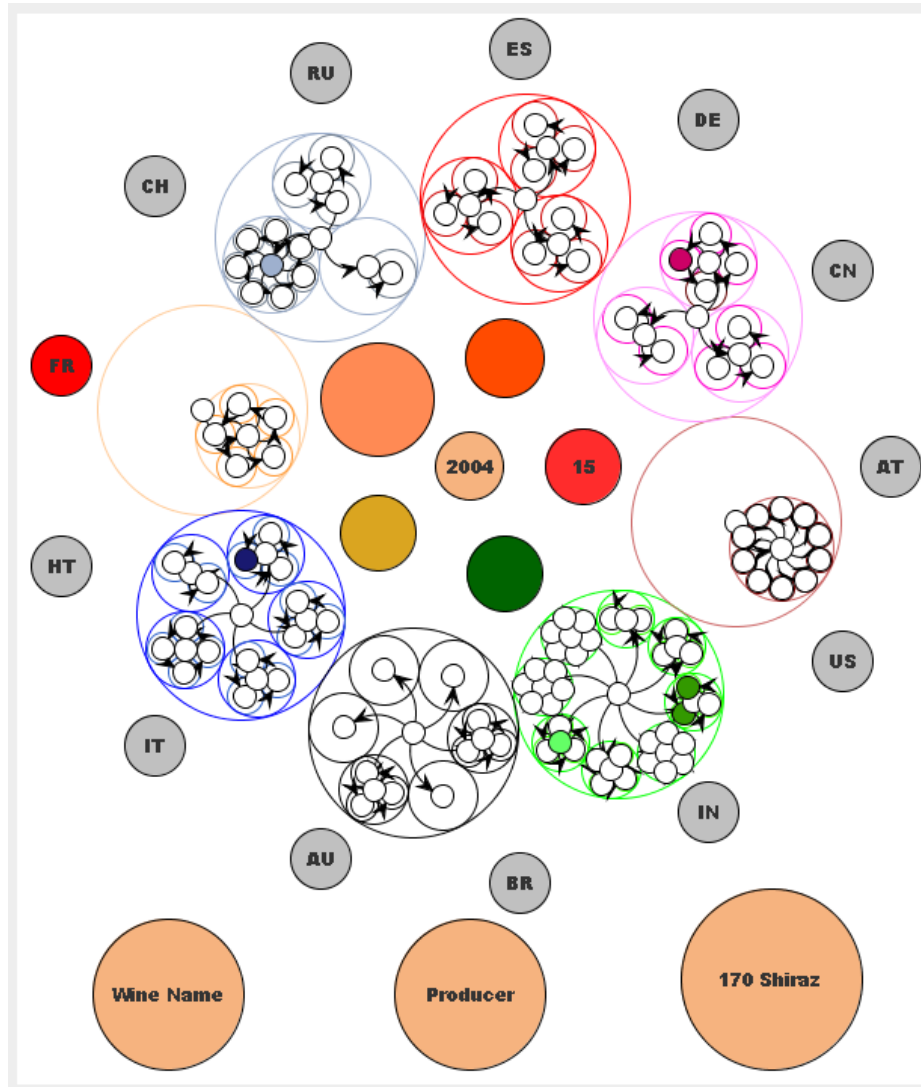 ES
RU
DE
CH
CN
FR
2004
15
AT
HT
US
IT
IN
AU
BR
Wine Name
Producer
170 Shiraz